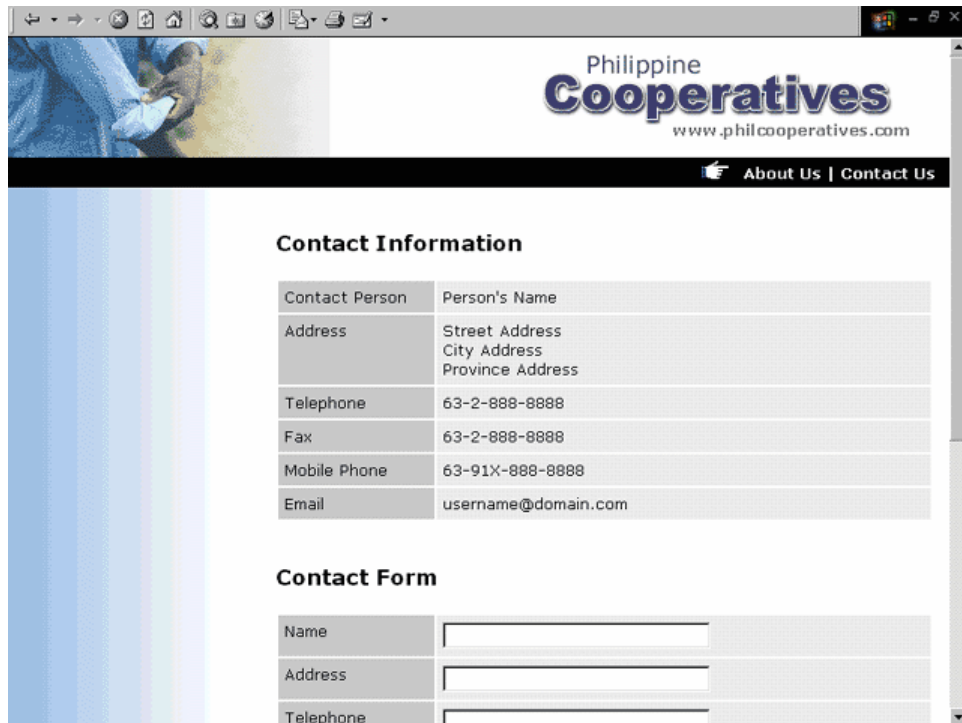 Philippine
Cooperatives
www.philcooperatives.com
About Us | Contact Us
Contact Information
Contact Person Person's Name
Address Street Address
City Address
Province Address
Telephone 63-2-888-8888
Fax 63-2-888-8888
Mobile Phone 63-91X-888-8888
Email username@domain.com
Contact Form
Name
Address
Telephone